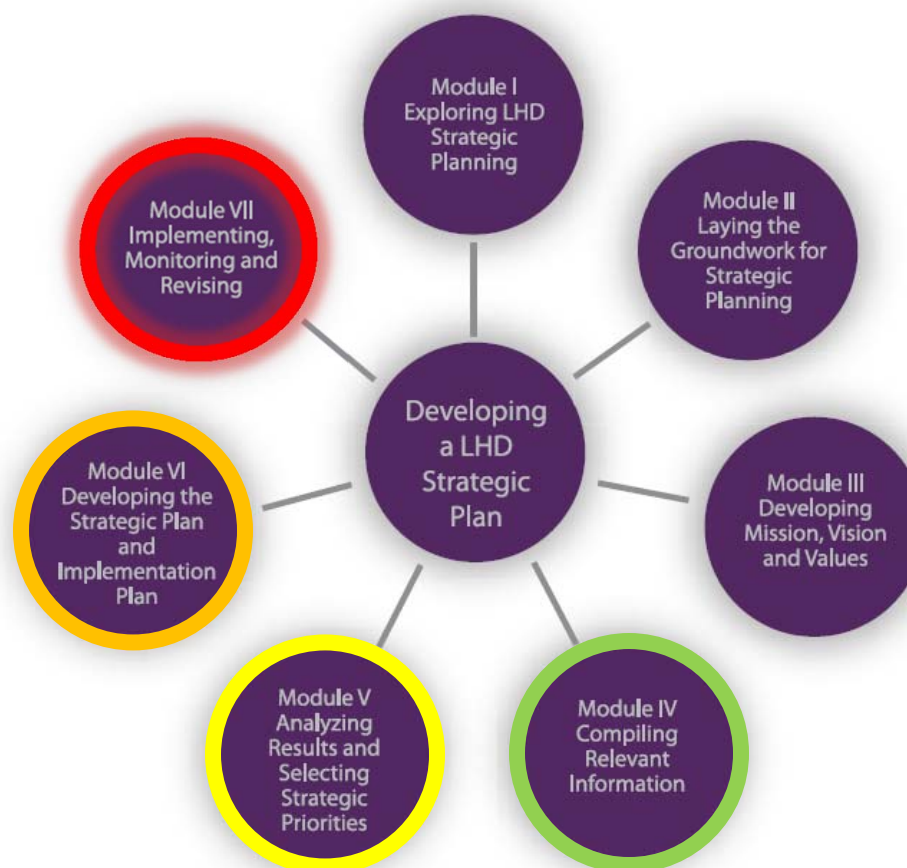 Module I
Exploring LHD
Strategic
Planning
Module II
Laying the
Groundwork for
Strategic
Planning
Module III
Developing
Mission, Vision
and Values
Module IV
Compiling
Relevant
Information
Module V
Analyzing
Results and
Selecting
Strategic
Priorities
Module VI
Developing the
Strategic Plan
and
Implementation
Plan
Module VII
Implementing,
Monitoring and
Revising
Developing
a LHD
Strategic
Plan